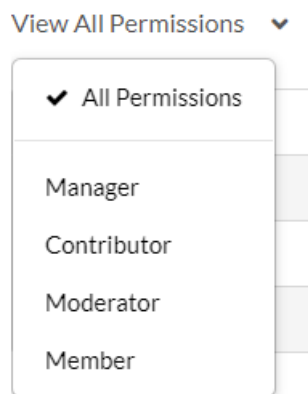 View All Permissions
All Permissions
Manager
Contributor
Moderator
Member